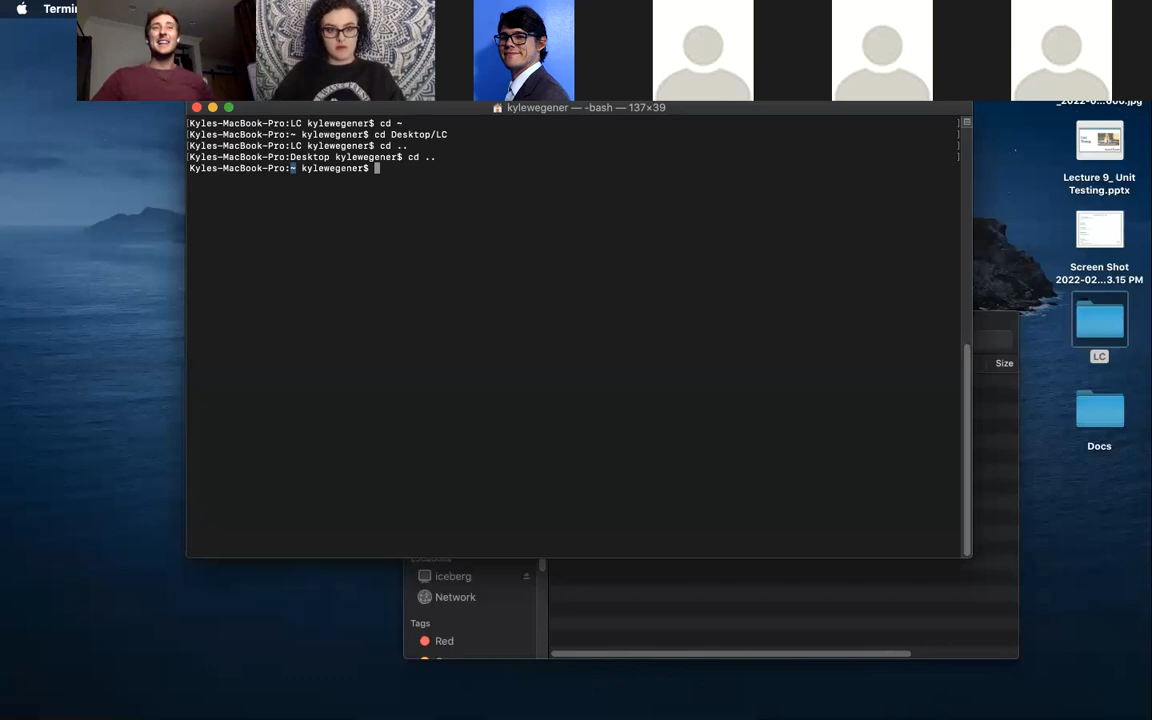 Termin
kylewegener — -bash — 137×39
[Kyles-MacBook-Pro:LC kylewegener$ cd ~ ]
[Kyles-MacBook-Pro:~ kylewegener$ cd Desktop/LC ]
[Kyles-MacBook-Pro:LC kylewegener$ cd .. ]
[Kyles-MacBook-Pro:Desktop kylewegener$ cd .. ]
Kyles-MacBook-Pro:~ kylewegener$
Lecture 9_ Unit
Testing.pptx
Screen Shot
2022-02...3.15 PM
LC
Docs
Size
iceberg
Network
Tags
Red